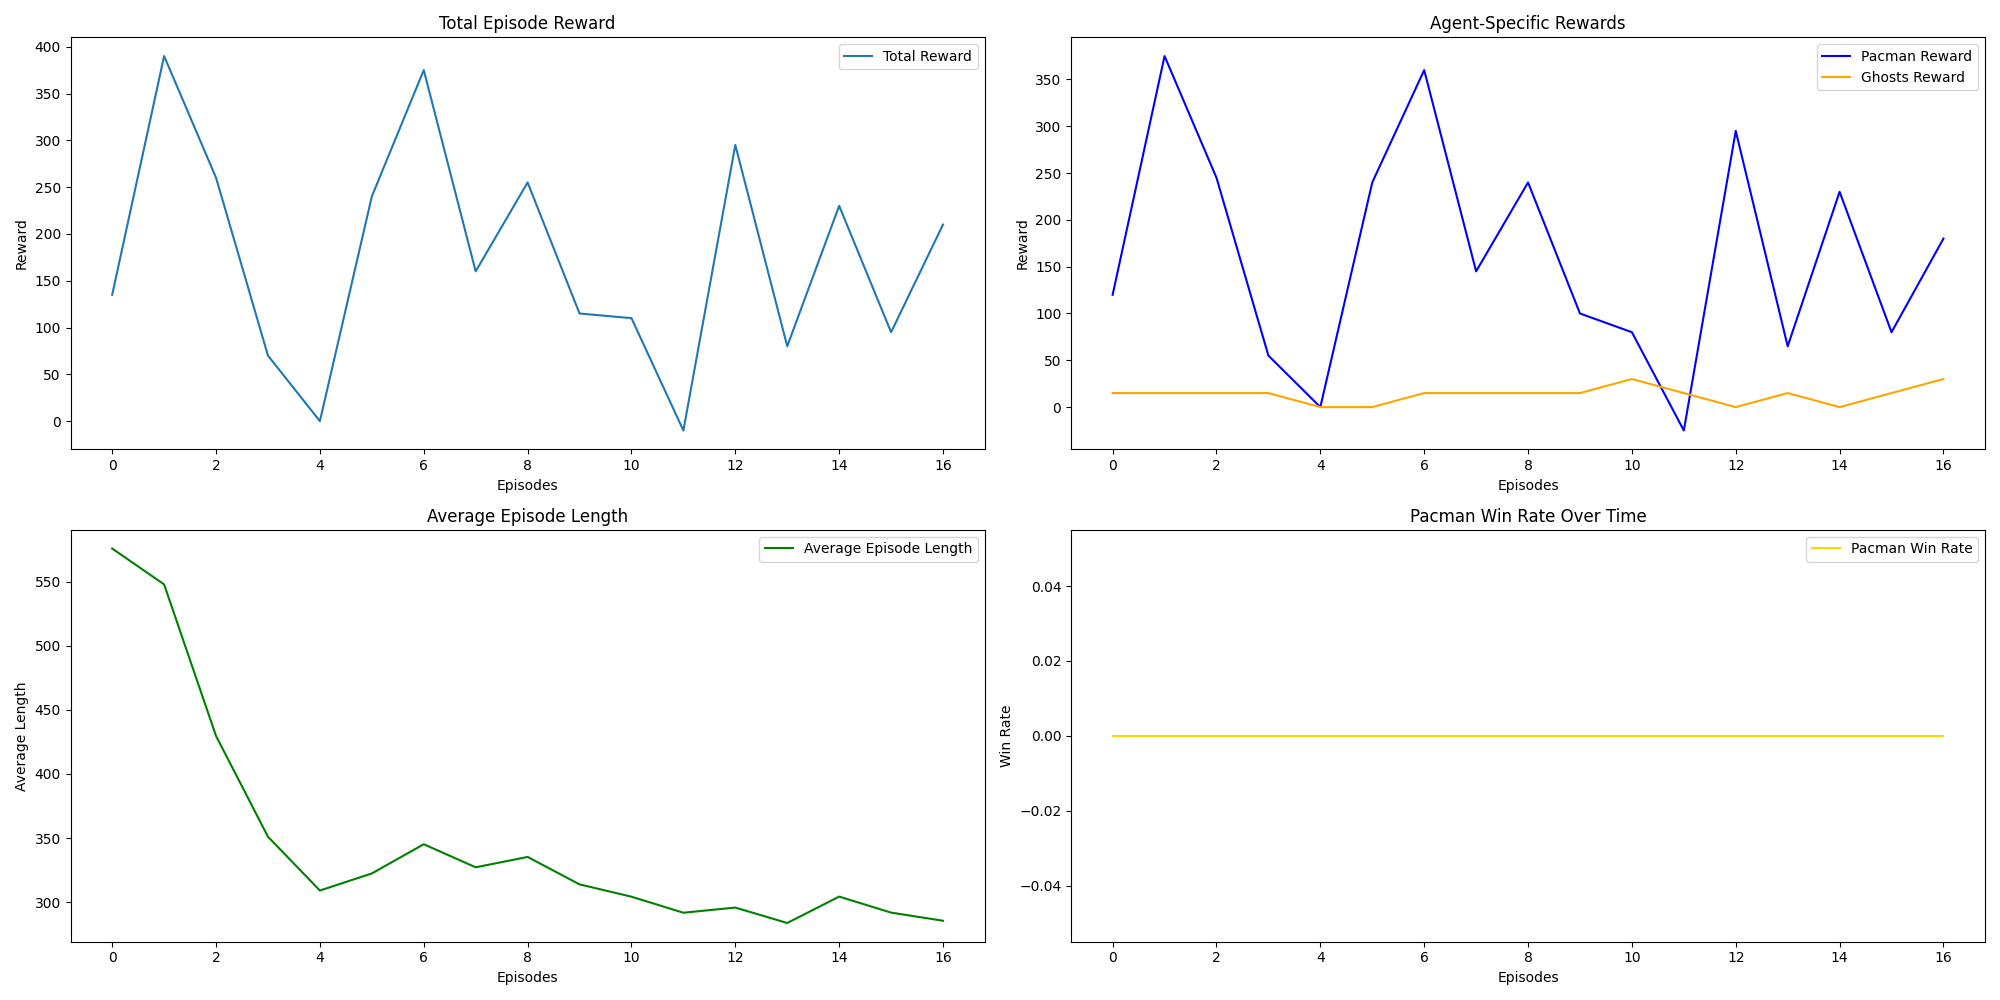 Total Episode Reward
400
350
300
250
200
150
100
50
0
Reward
Total Reward
0 2 4 6 8 10 12 14 16
Episodes
Agent-Specific Rewards
350
300
250
200
150
100
50
0
Reward
Pacman Reward
Ghosts Reward
0 2 4 6 8 10 12 14 16
Episodes
Average Episode Length
550
500
450
400
350
300
Average Length
Average Episode Length
0 2 4 6 8 10 12 14 16
Episodes
Pacman Win Rate Over Time
0.04
0.02
0.00
−0.02
−0.04
Win Rate
Pacman Win Rate
0 2 4 6 8 10 12 14 16
Episodes